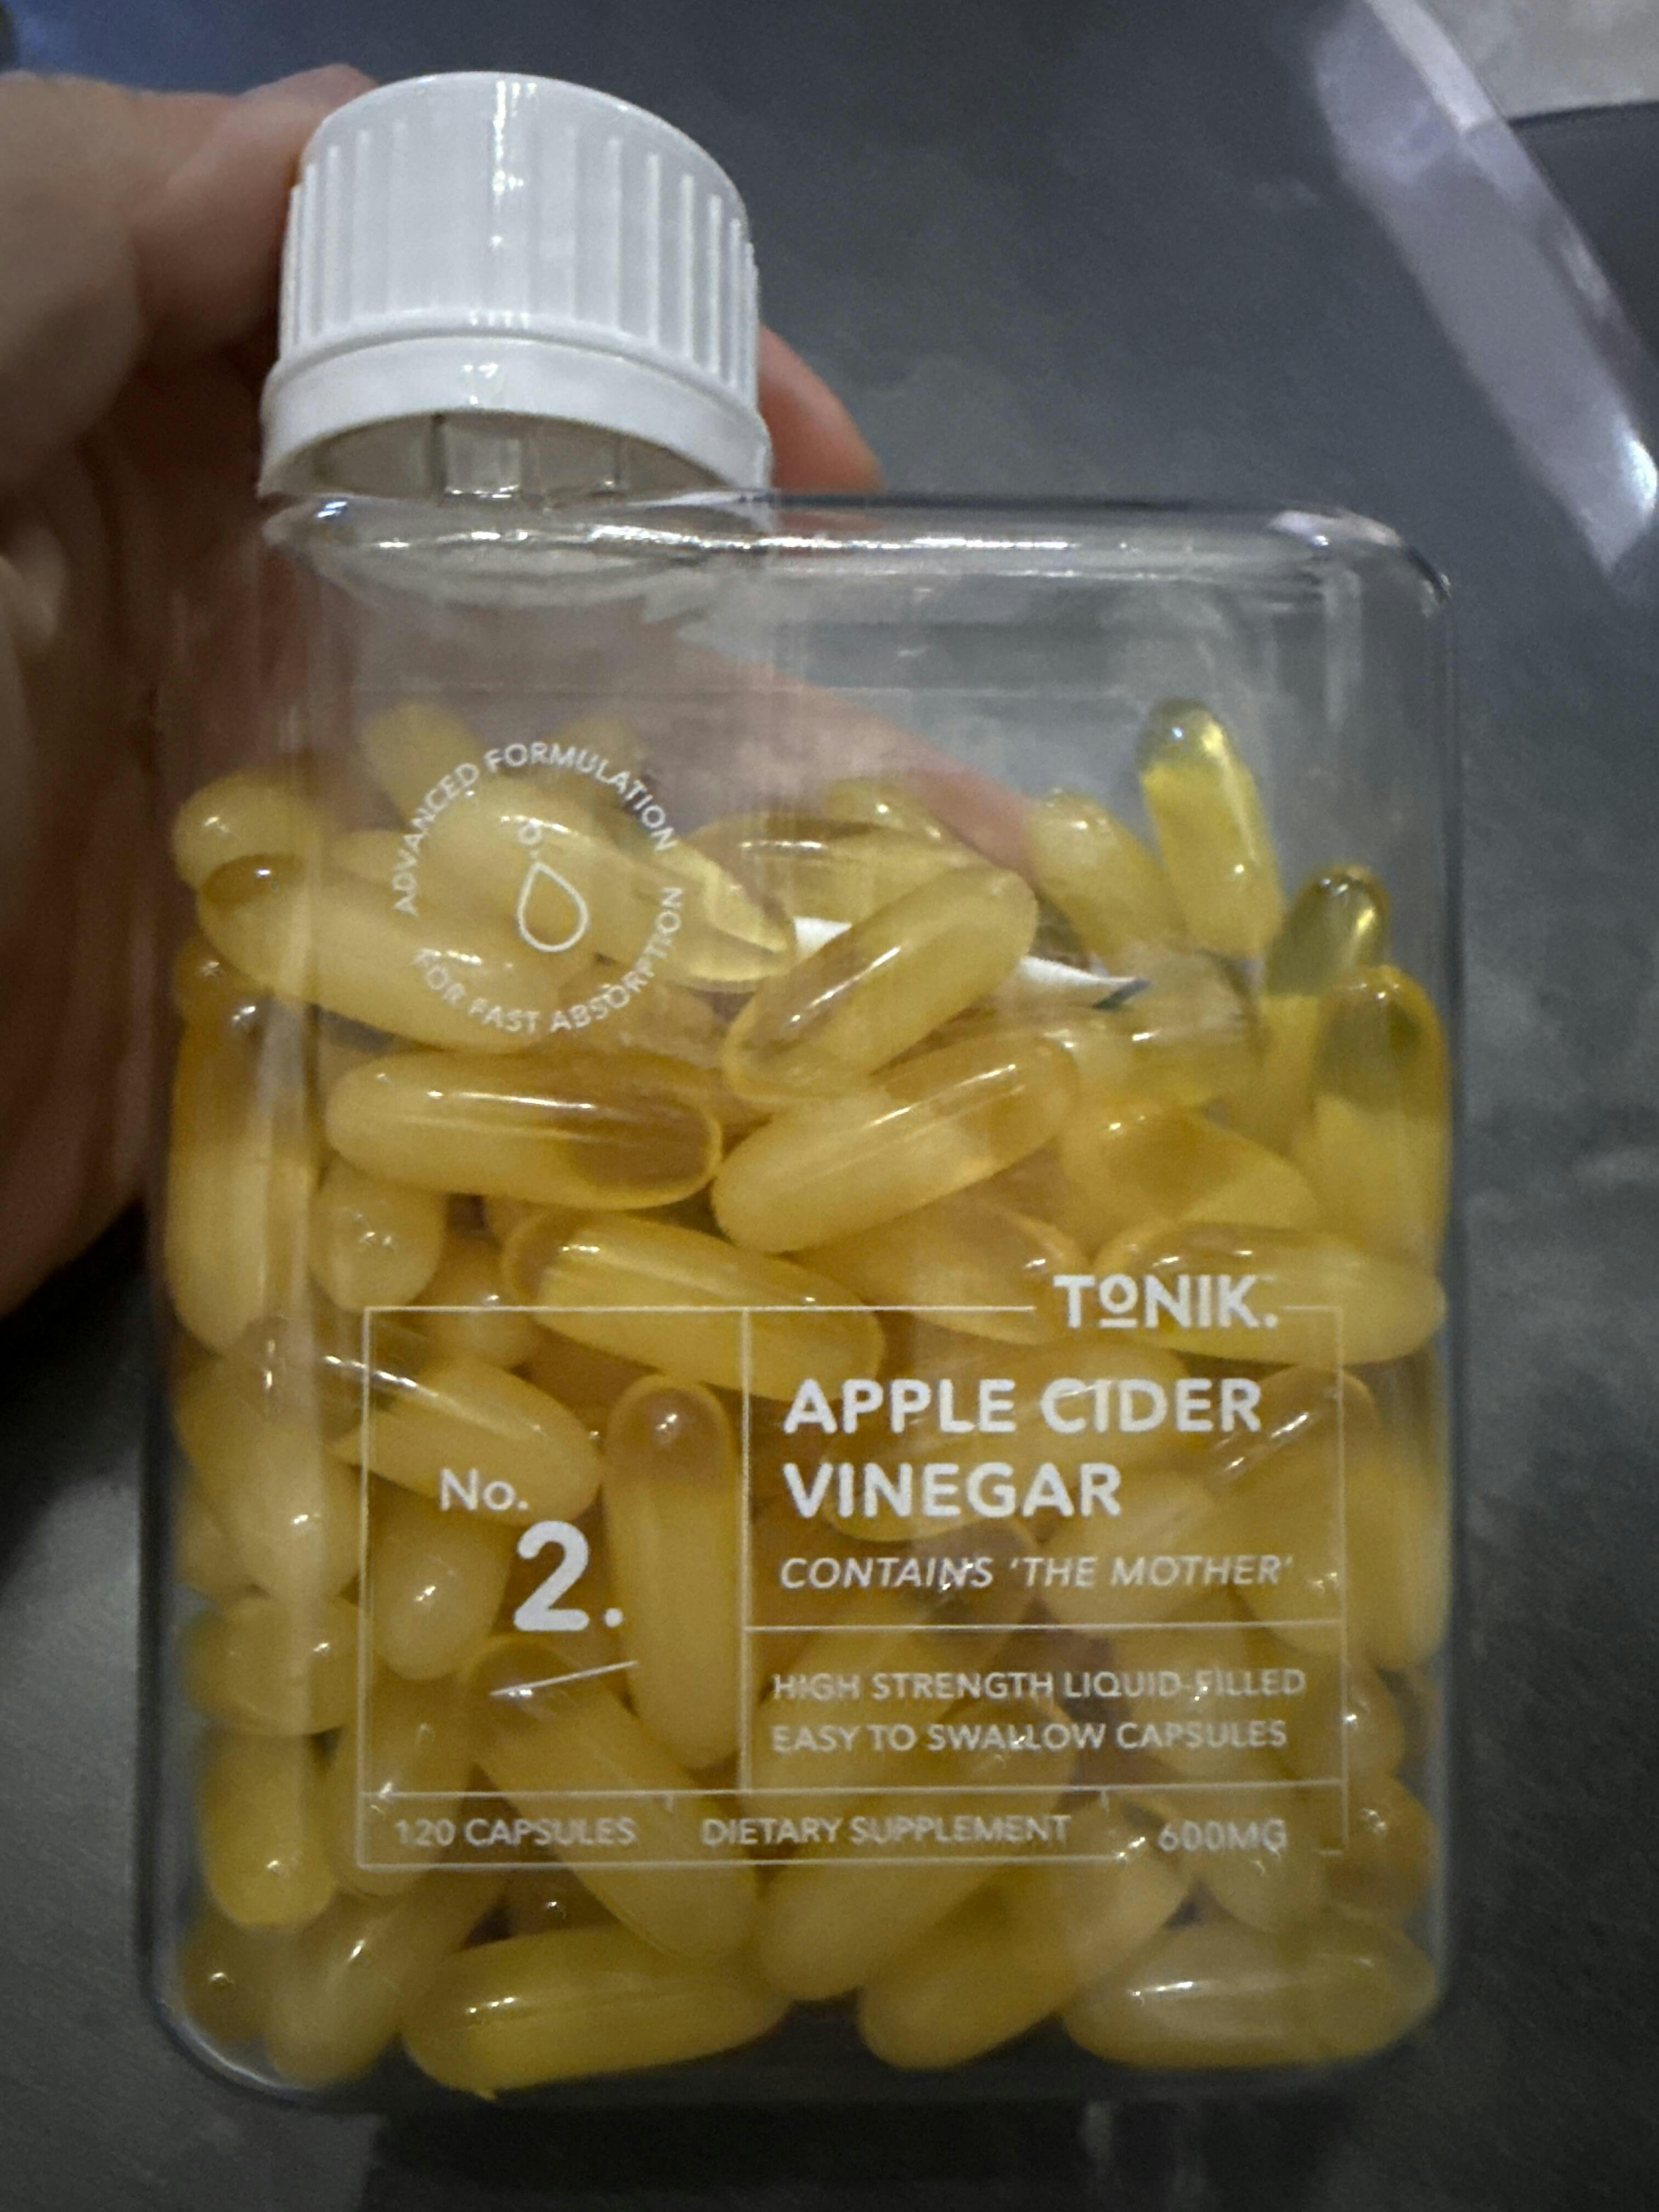 ADVANCED FORMULATION
FOR FAST ABSORPTION
TONIK.
No.
2.
APPLE CIDER
VINEGAR
CONTAINS 'THE MOTHER'
HIGH STRENGTH LIQUID-FILLED
EASY TO SWALLOW CAPSULES
120 CAPSULES DIETARY SUPPLEMENT 600MG